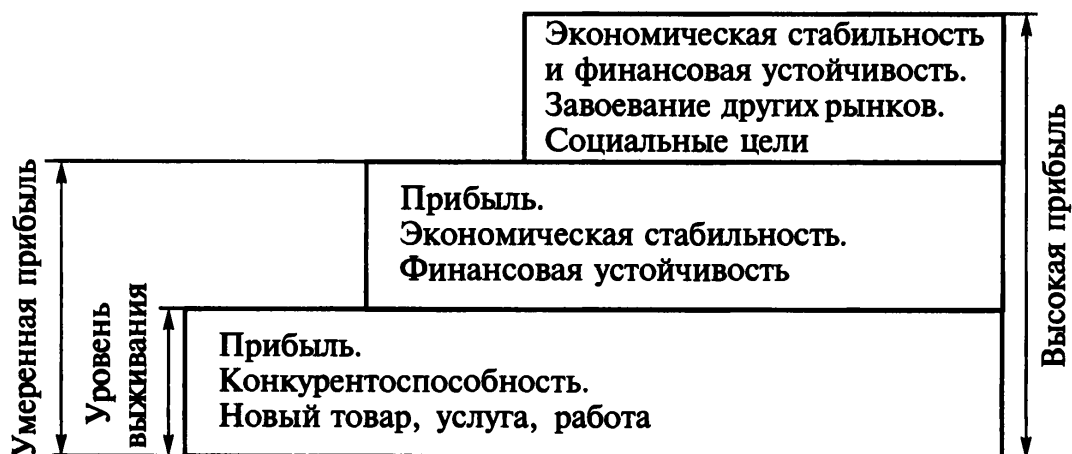 Экономическая стабильность
и финансовая устойчивость.
Завоевание других рынков.
Социальные цели
Прибыль.
Экономическая стабильность.
Финансовая устойчивость
Прибыль.
Конкурентоспособность.
Новый товар, услуга, работа
Умеренная прибыль
Уровень
выживания
Высокая прибыль